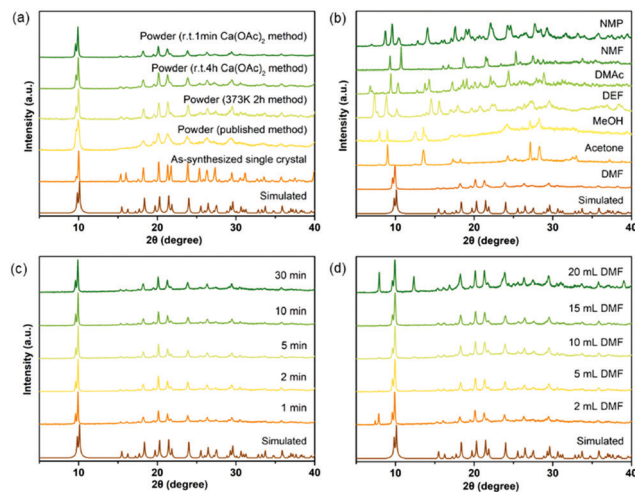 (a)
Powder (r.t.1min Ca(OAc)2 method)
Powder (r.t.4h Ca(OAc)2 method)
Powder (373K 2h method)
Powder (published method)
As-synthesized single crystal
Simulated
Intensity (a.u.)
5 10 20 30 40
2θ (degree)
(b)
NMP
NMF
DMAc
DEF
MeOH
Acetone
DMF
Simulated
Intensity (a.u.)
10 20 30 40
2θ (degree)
(c)
30 min
10 min
5 min
2 min
1 min
Simulated
Intensity (a.u.)
10 20 30 40
2θ (degree)
(d)
20 mL DMF
15 mL DMF
10 mL DMF
5 mL DMF
2 mL DMF
Simulated
Intensity (a.u.)
10 20 30 40
2θ (degree)